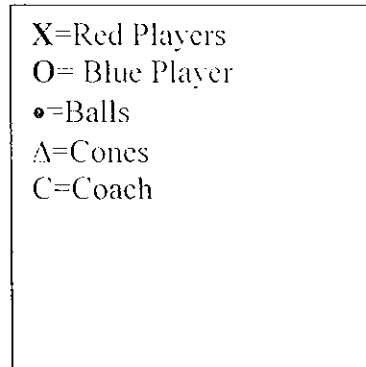 X=Red Players
O= Blue Player
•=Balls
Δ=Cones
C=Coach